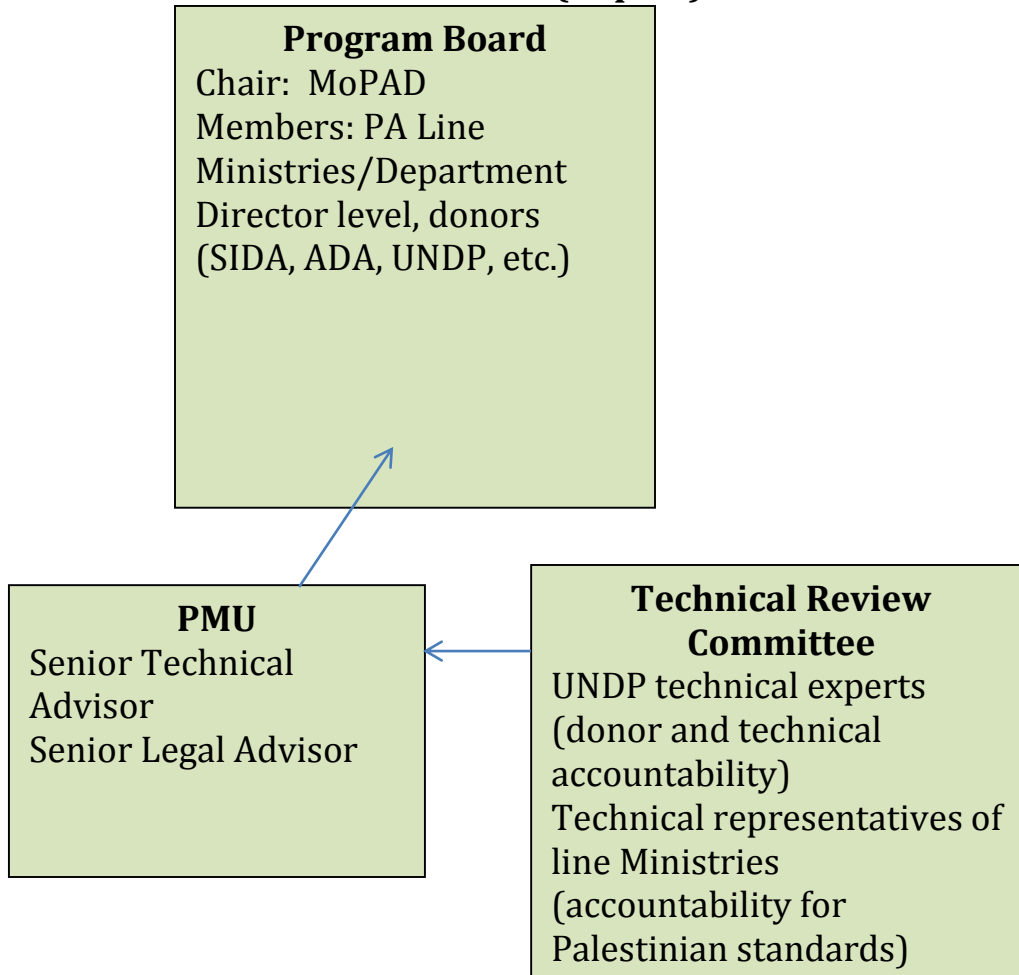 Program Board
Chair:  MoPAD
Members: PA Line
Ministries/Department
Director level, donors
(SIDA, ADA, UNDP, etc.)
PMU
Senior Technical
Advisor
Senior Legal Advisor
Technical Review
Committee
UNDP technical experts
(donor and technical
accountability)
Technical representatives of
line Ministries
(accountability for
Palestinian standards)